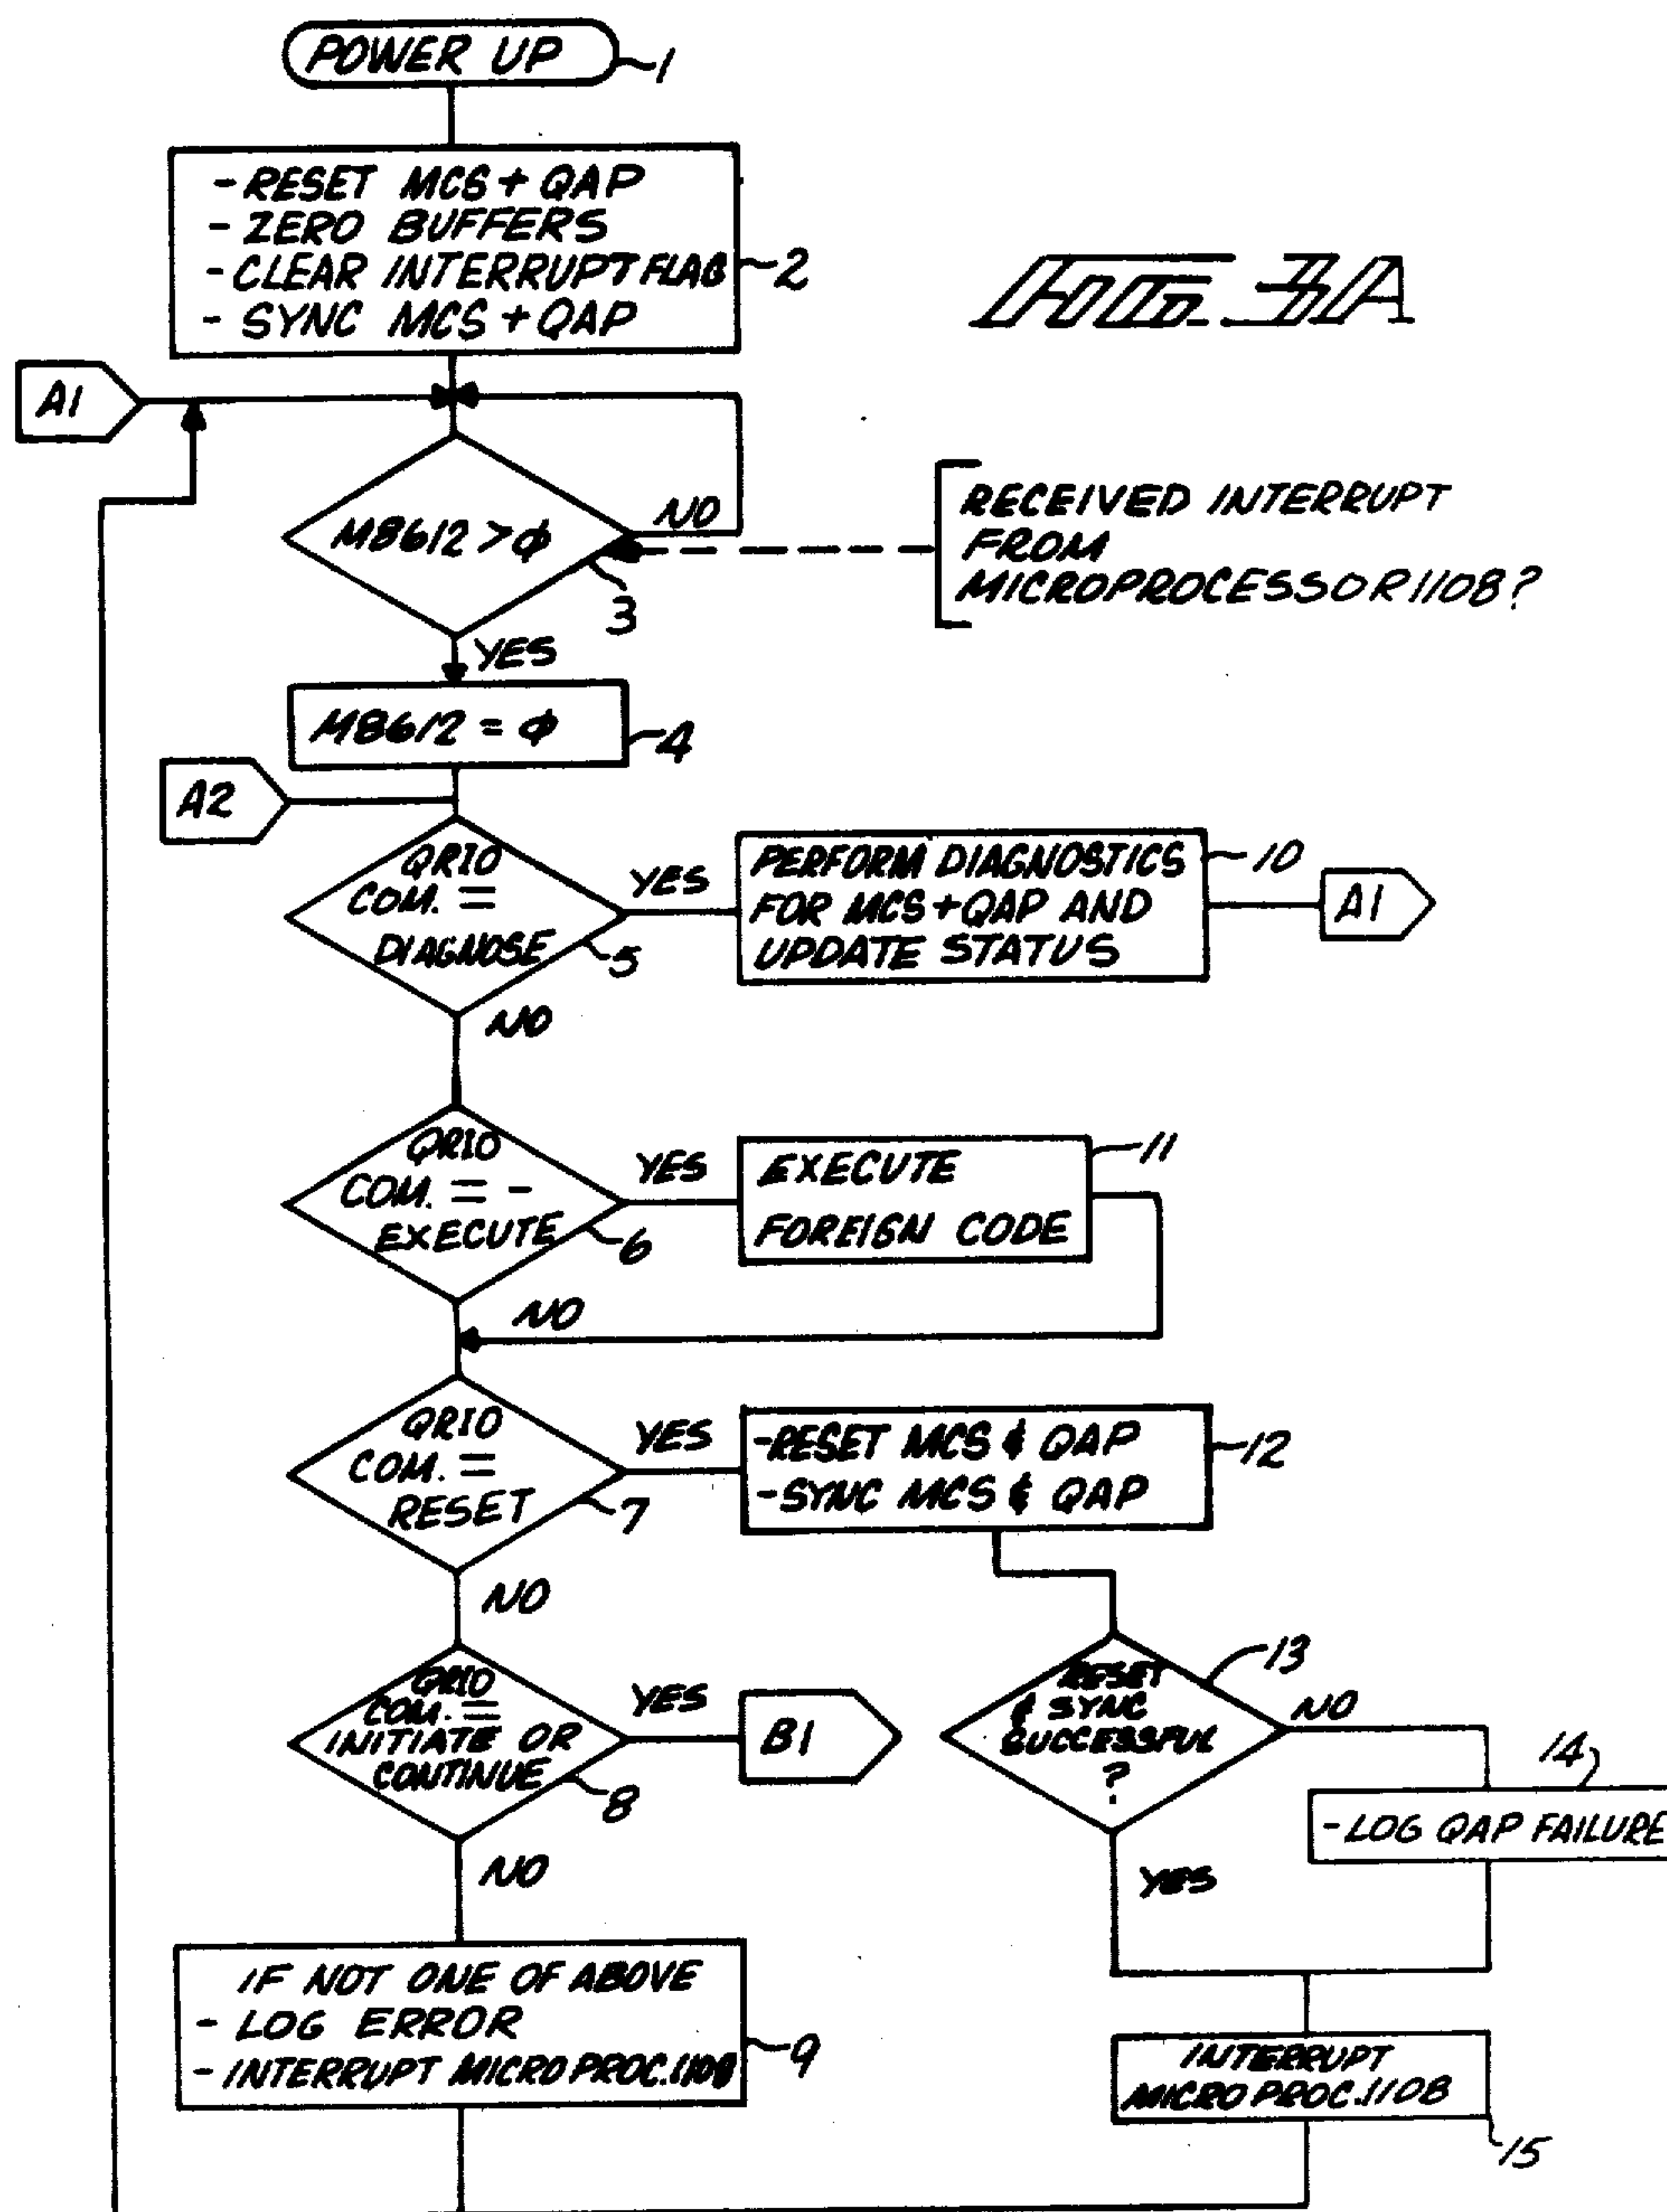 POWER UP
1
- RESET MCS + QAP
- ZERO BUFFERS
- CLEAR INTERRUPT FLAG
- SYNC MCS + QAP
2
FIG. 3A
A1
M8612 > φ
NO
3
YES
RECEIVED INTERRUPT
FROM
MICROPROCESSOR 1108?
M8612 = φ
4
A2
QRIO
COM. =
DIAGNOSE
5
YES
NO
PERFORM DIAGNOSTICS
FOR MCS + QAP AND
UPDATE STATUS
10
A1
QRIO
COM. = -
EXECUTE
6
YES
NO
EXECUTE
FOREIGN CODE
11
QRIO
COM. =
RESET
7
YES
NO
-RESET MCS & QAP
-SYNC MCS & QAP
12
QRIO
COM. =
INITIATE OR
CONTINUE
8
YES
NO
B1
RESET
& SYNC
SUCCESSFUL
?
13
NO
YES
14
- LOG QAP FAILURE
IF NOT ONE OF ABOVE
- LOG ERROR
- INTERRUPT MICRO PROC. 1108
9
INTERRUPT
MICRO PROC. 1108
15